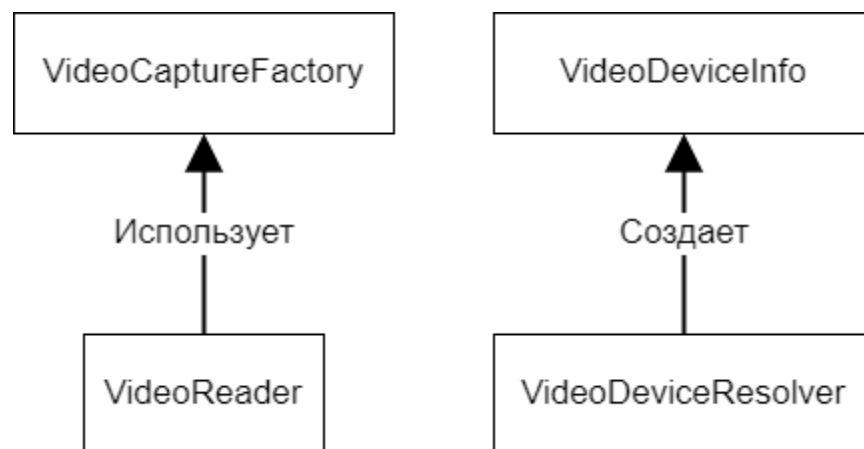 VideoCaptureFactory
VideoDeviceInfo
Использует
Создает
VideoReader
VideoDeviceResolver